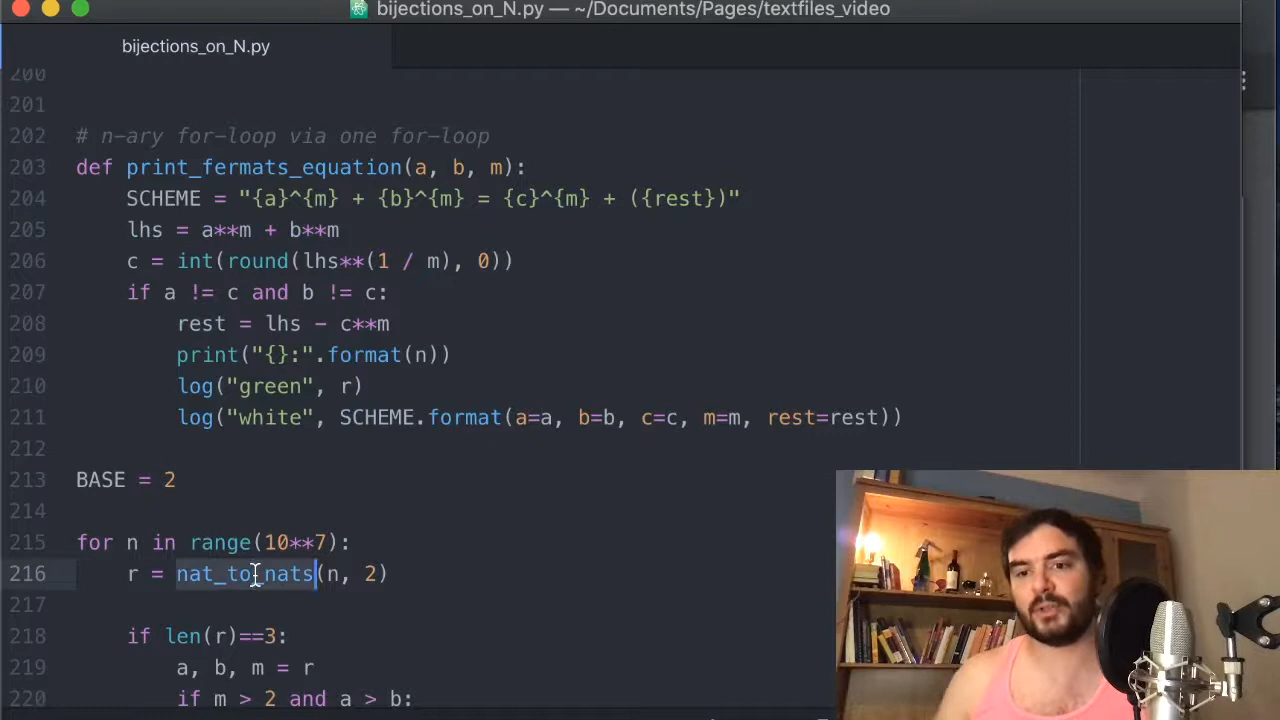 bijections_on_N.py — ~/Documents/Pages/textfiles_video
bijections_on_N.py
200
201
202 # n-ary for-loop via one for-loop
203 def print_fermats_equation(a, b, m):
204 SCHEME = "{a}^{m} + {b}^{m} = {c}^{m} + ({rest})"
205 lhs = a**m + b**m
206 c = int(round(lhs**(1 / m), 0))
207 if a != c and b != c:
208 rest = lhs - c**m
209 print("{}:".format(n))
210 log("green", r)
211 log("white", SCHEME.format(a=a, b=b, c=c, m=m, rest=rest))
212
213 BASE = 2
214
215 for n in range(10**7):
216 r = nat_to_nats(n, 2)
217
218 if len(r)==3:
219 a, b, m = r
220 if m > 2 and a > b: